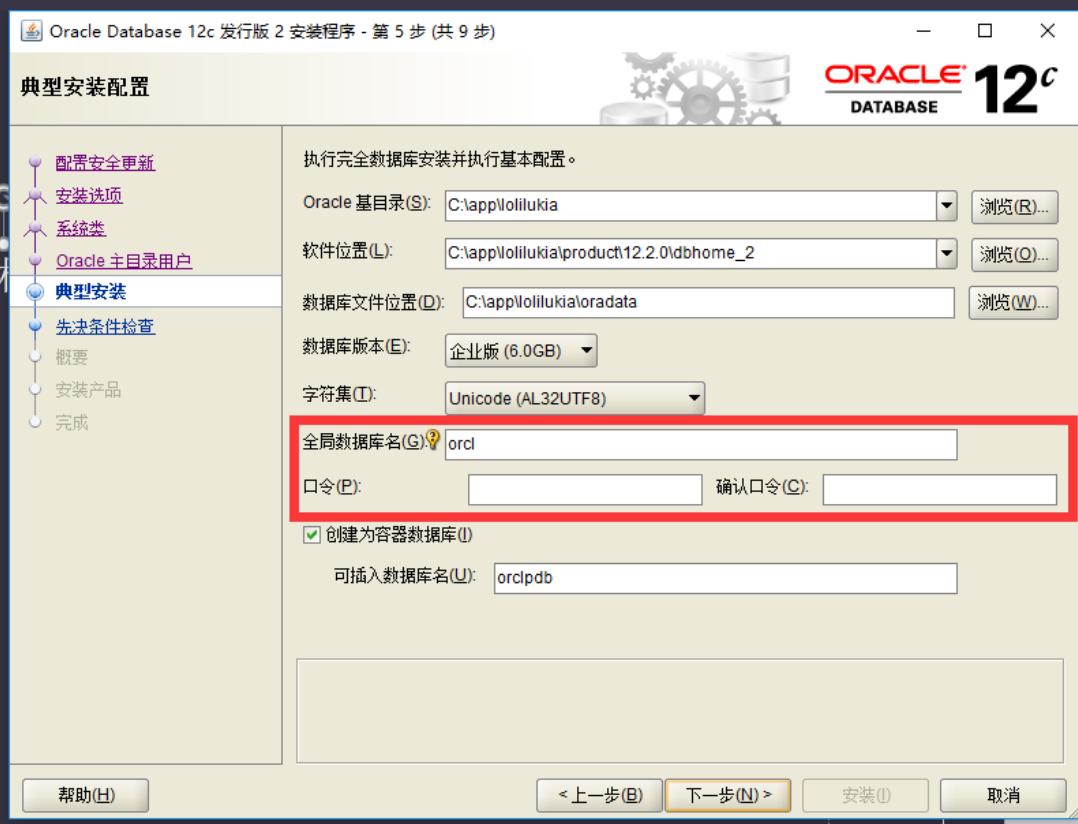 Oracle Database 12c 发行版 2 安装程序 - 第 5 步 (共 9 步)
典型安装配置
ORACLE DATABASE 12c
配置安全更新
安装选项
系统类
Oracle 主目录用户
典型安装
先决条件检查
概要
安装产品
完成
执行完全数据库安装并执行基本配置。
Oracle 基目录(S): C:\app\lolilukia 浏览(R)...
软件位置(L): C:\app\lolilukia\product\12.2.0\dbhome_2 浏览(O)...
数据库文件位置(D): C:\app\lolilukia\oradata 浏览(W)...
数据库版本(E): 企业版 (6.0GB)
字符集(T): Unicode (AL32UTF8)
全局数据库名(G): orcl
口令(P): 确认口令(C):
创建为容器数据库(I)
可插入数据库名(U): orclpdb
帮助(H) < 上一步(B) 下一步(N) > 安装(I) 取消